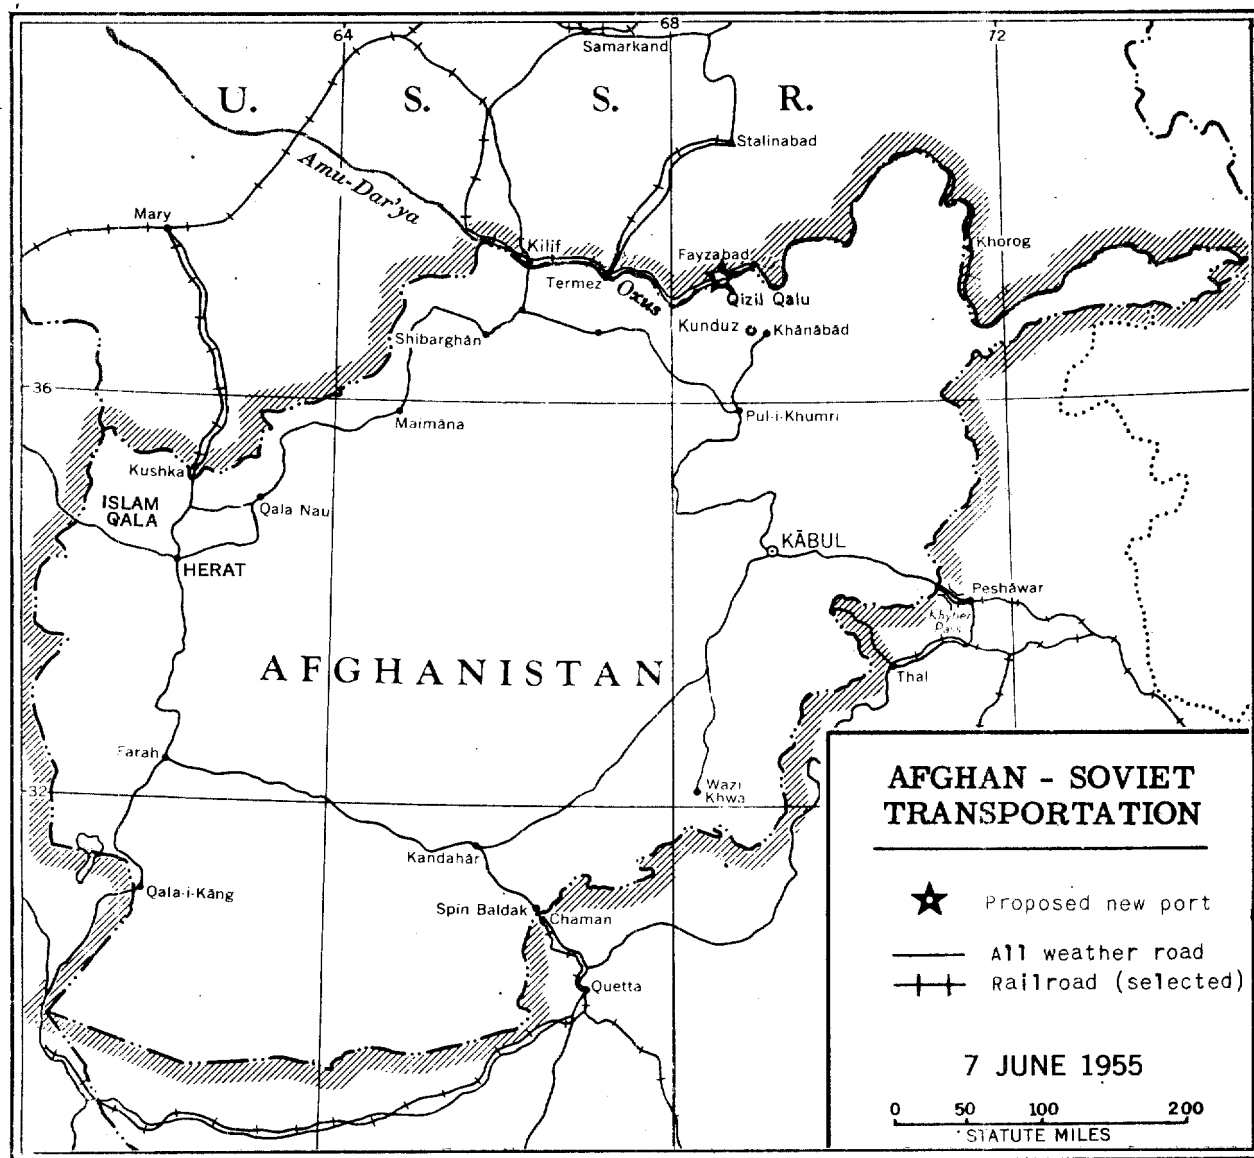 64
68
72
Samarkand
U. S. S. R.
Stalinabad
Amu-Dar'ya
Mary
Khorog
Kilif
Fayzabad
Termez
Oxus
Qizil Qalu
Kunduz
Khānābād
Shibarghān
36
Maimāna
Pul-i-Khumri
Kushka
ISLAM
QALA
Qala Nau
KĀBUL
HERAT
Peshāwar
Khyber
Pass
AFGHANISTAN
Thal
Farah
32
Wazi
Khwa
Kandahār
Qala-i-Kāng
Spin Baldak
Chaman
Quetta
AFGHAN - SOVIET
TRANSPORTATION
Proposed new port
All weather road
Railroad (selected)
7 JUNE 1955
0 50 100 200
STATUTE MILES